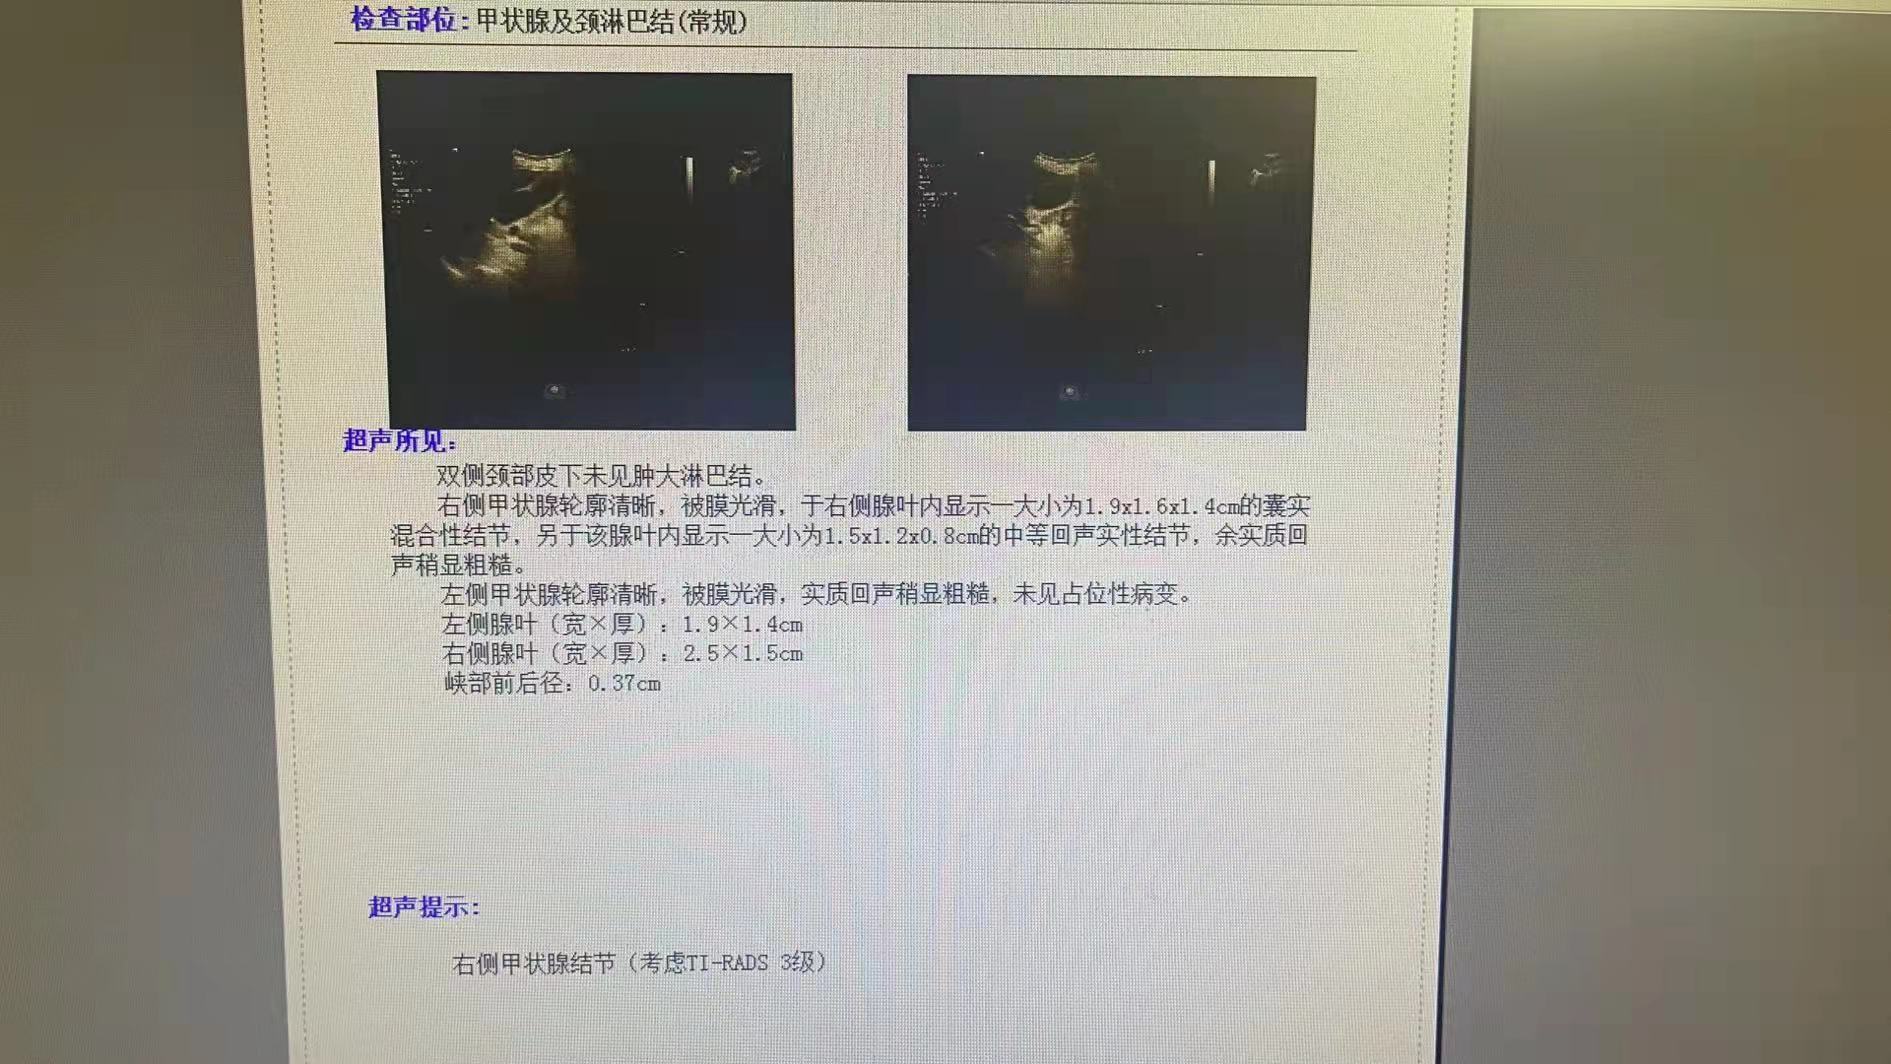 检查部位:甲状腺及颈淋巴结(常规)
超声所见:
双侧颈部皮下未见肿大淋巴结。
右侧甲状腺轮廓清晰，被膜光滑，于右侧腺叶内显示一大小为1.9x1.6x1.4cm的囊实
混合性结节，另于该腺叶内显示一大小为1.5x1.2x0.8cm的中等回声实性结节，余实质回
声稍显粗糙。
左侧甲状腺轮廓清晰，被膜光滑，实质回声稍显粗糙，未见占位性病变。
左侧腺叶（宽×厚）：1.9×1.4cm
右侧腺叶（宽×厚）：2.5×1.5cm
峡部前后径：0.37cm
超声提示:
右侧甲状腺结节（考虑TI-RADS 3级）